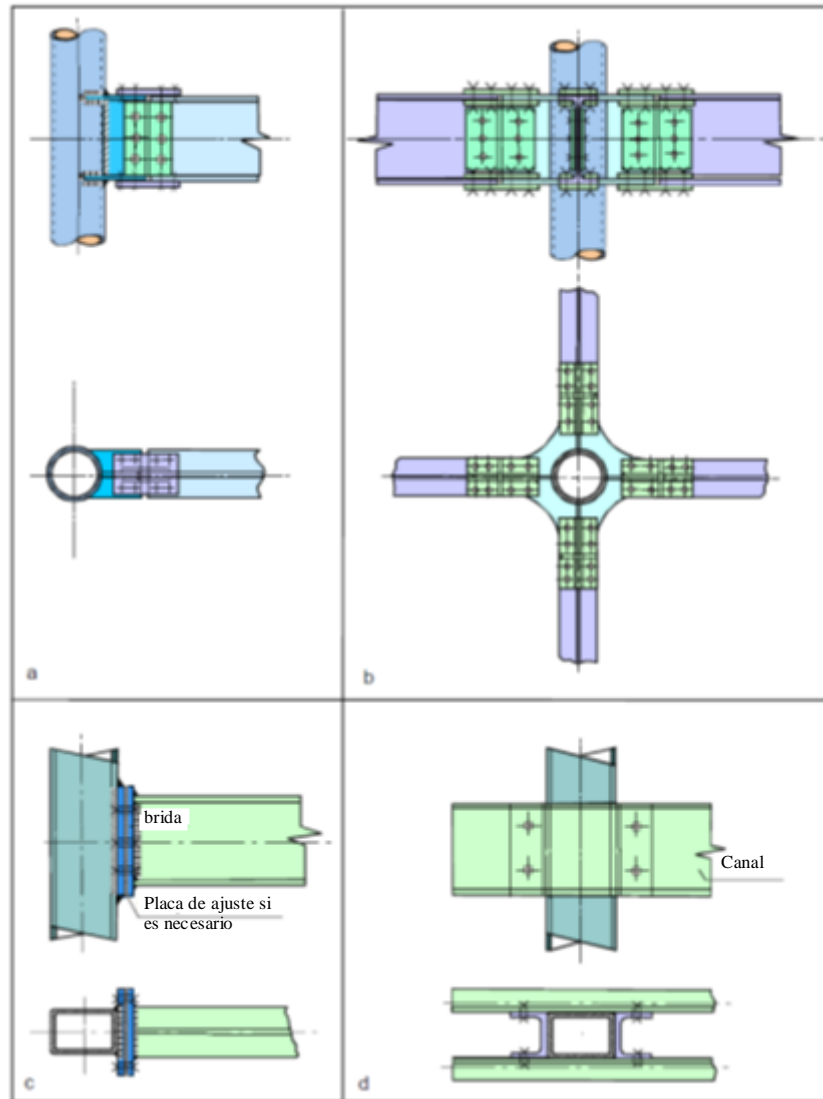 a
b
brida
Placa de ajuste si
es necesario
Canal
c
d